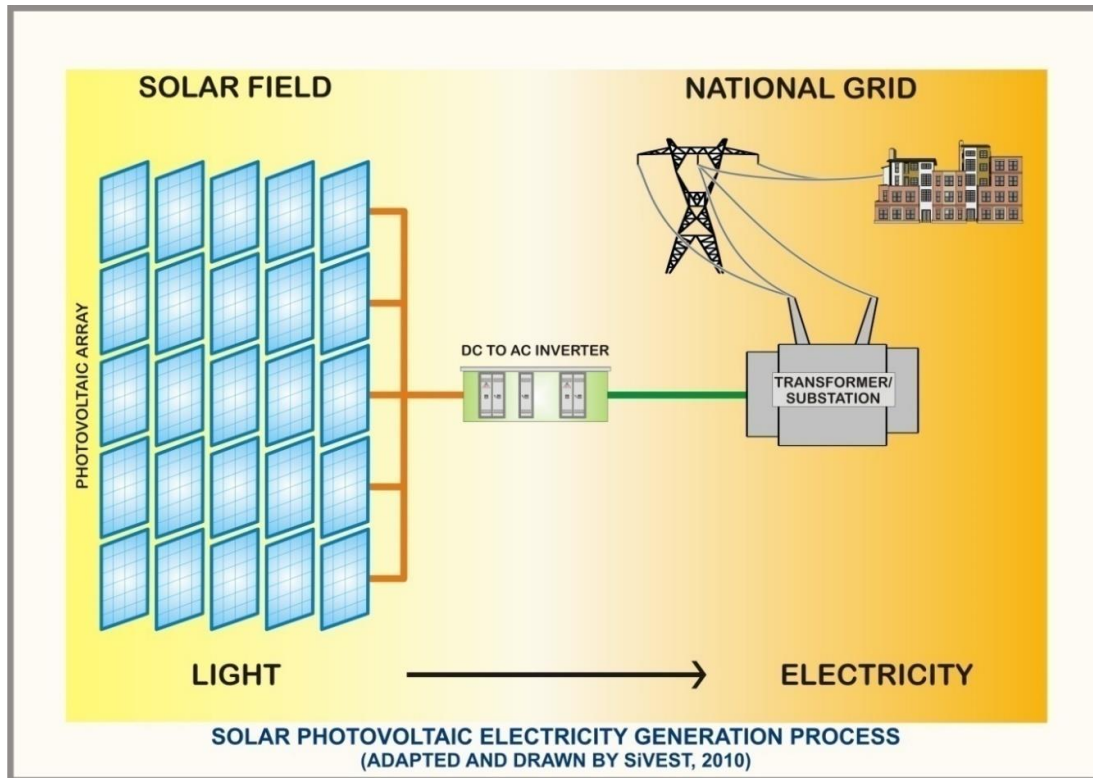 SOLAR FIELD
NATIONAL GRID
PHOTOVOLTAIC ARRAY
DC TO AC INVERTER
TRANSFORMER/
SUBSTATION
LIGHT
ELECTRICITY
SOLAR PHOTOVOLTAIC ELECTRICITY GENERATION PROCESS
(ADAPTED AND DRAWN BY SiVEST, 2010)